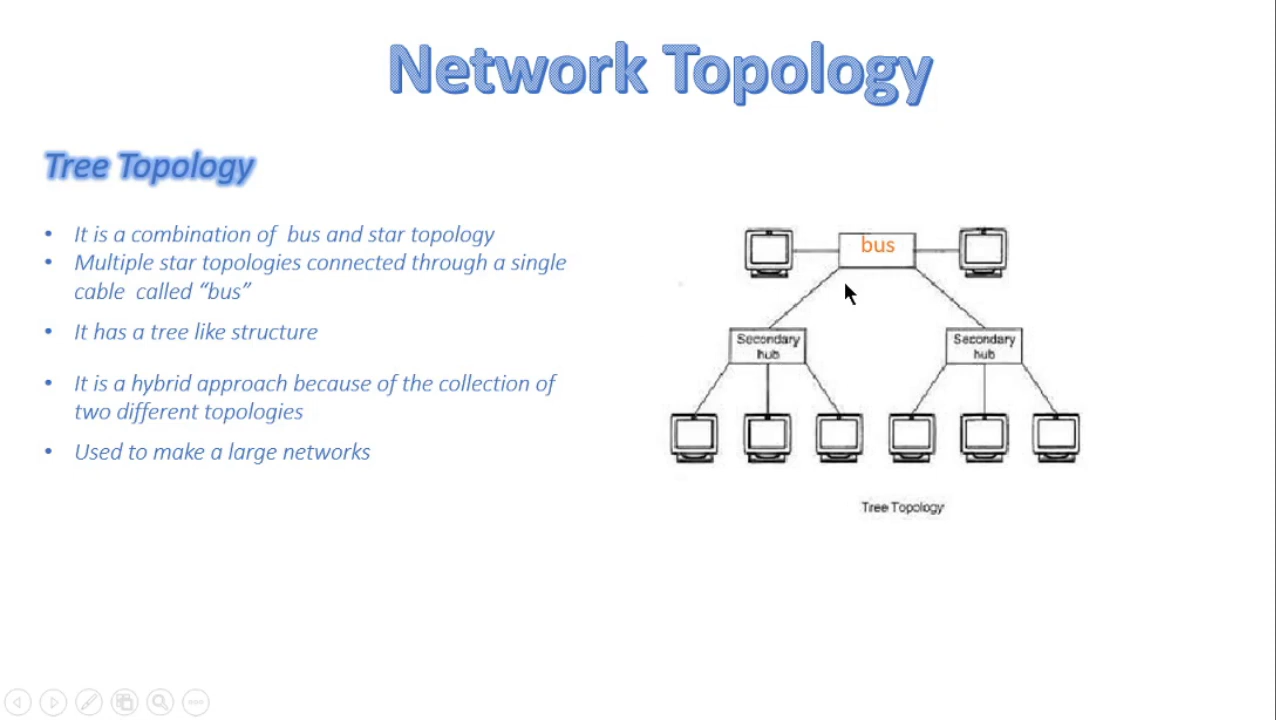 Network Topology
Tree Topology
• It is a combination of bus and star topology
• Multiple star topologies connected through a single
cable called “bus”
• It has a tree like structure
• It is a hybrid approach because of the collection of
two different topologies
• Used to make a large networks
bus
Secondary
hub
Secondary
hub
Tree Topology